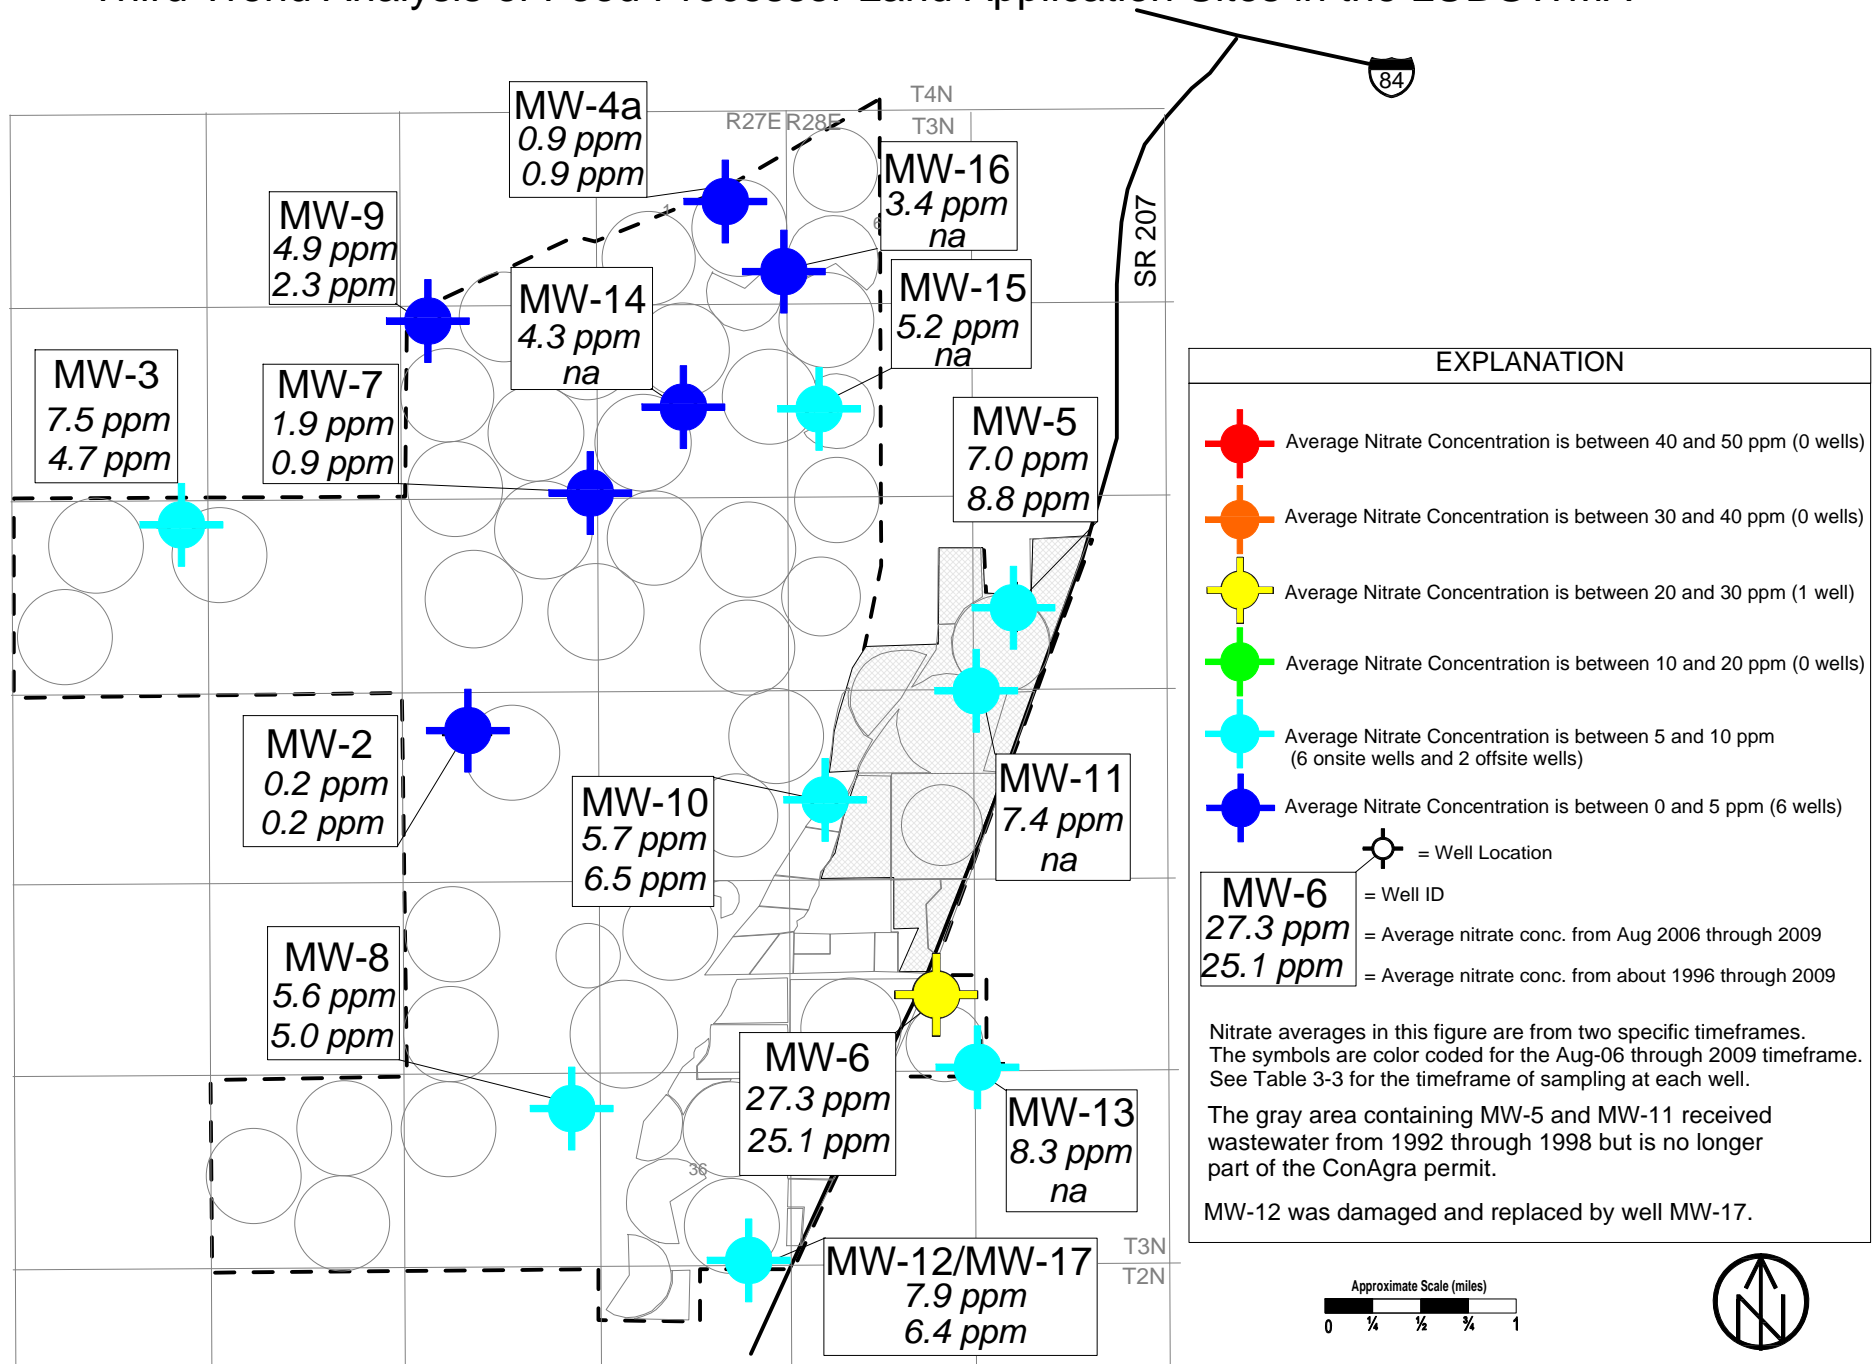 84
T4N
R27E R28E
T3N
MW-4a
0.9 ppm
0.9 ppm
MW-16
3.4 ppm
na
MW-9
4.9 ppm
2.3 ppm
1
6
SR 207
MW-14
4.3 ppm
na
MW-15
5.2 ppm
na
MW-3
7.5 ppm
4.7 ppm
MW-7
1.9 ppm
0.9 ppm
MW-5
7.0 ppm
8.8 ppm
MW-2
0.2 ppm
0.2 ppm
MW-10
5.7 ppm
6.5 ppm
MW-11
7.4 ppm
na
MW-8
5.6 ppm
5.0 ppm
MW-6
27.3 ppm
25.1 ppm
MW-13
8.3 ppm
na
36
MW-12/MW-17
7.9 ppm
6.4 ppm
T3N
T2N
EXPLANATION
Average Nitrate Concentration is between 40 and 50 ppm (0 wells)
Average Nitrate Concentration is between 30 and 40 ppm (0 wells)
Average Nitrate Concentration is between 20 and 30 ppm (1 well)
Average Nitrate Concentration is between 10 and 20 ppm (0 wells)
Average Nitrate Concentration is between 5 and 10 ppm
(6 onsite wells and 2 offsite wells)
Average Nitrate Concentration is between 0 and 5 ppm (6 wells)
= Well Location
MW-6 = Well ID
27.3 ppm = Average nitrate conc. from Aug 2006 through 2009
25.1 ppm = Average nitrate conc. from about 1996 through 2009
Nitrate averages in this figure are from two specific timeframes.
The symbols are color coded for the Aug-06 through 2009 timeframe.
See Table 3-3 for the timeframe of sampling at each well.
The gray area containing MW-5 and MW-11 received
wastewater from 1992 through 1998 but is no longer
part of the ConAgra permit.
MW-12 was damaged and replaced by well MW-17.
Approximate Scale (miles)
0 ¼ ½ ¾ 1
N